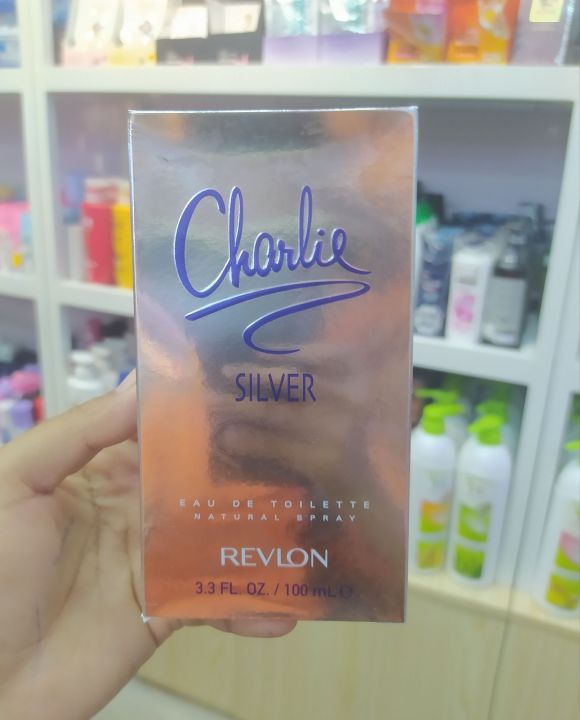 Charlie
SILVER
EAU DE TOILETTE
NATURAL SPRAY
REVLON
3.3 FL. OZ. / 100 mL ℮